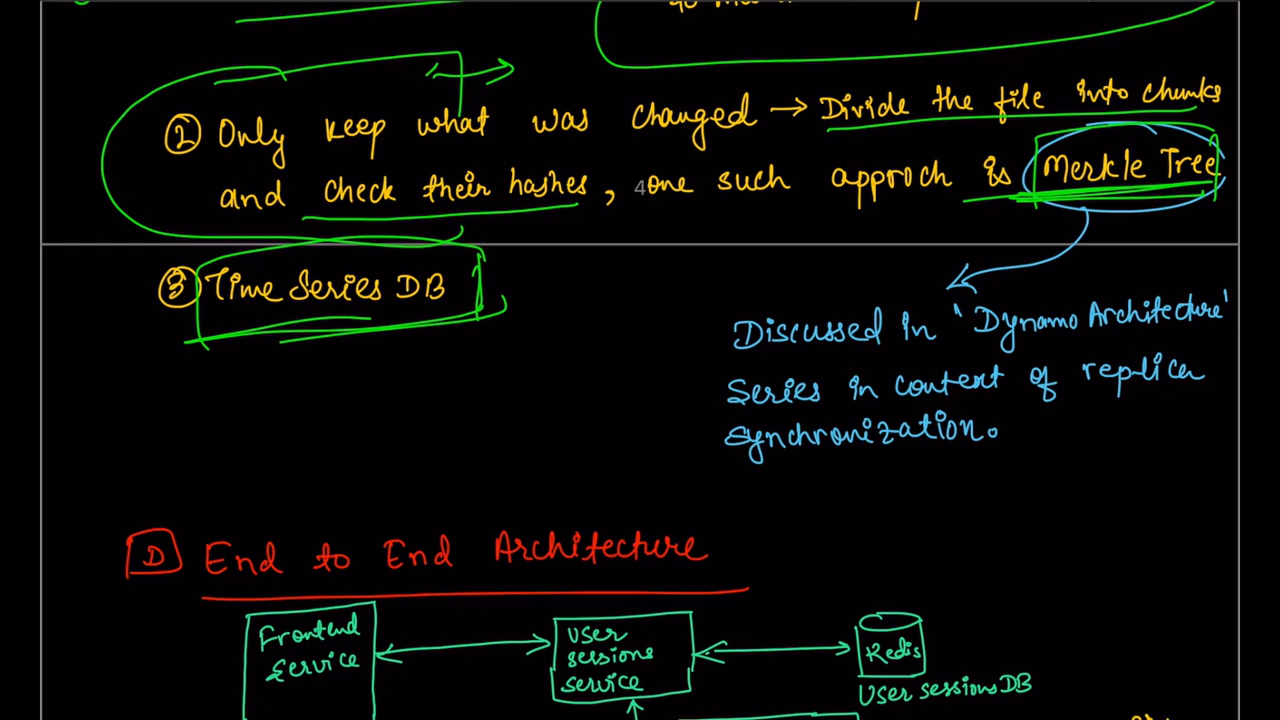 ② Only keep what was changed → Divide the file into chunks
and check their hashes, one such approch is Merkle Tree
4
③ Time Series DB
Discussed in 'Dynamo Architecture'
Series in content of replica
synchronization.
D End to End Architecture
Frontend
Service
User
sessions
service
Redis
User sessions DB